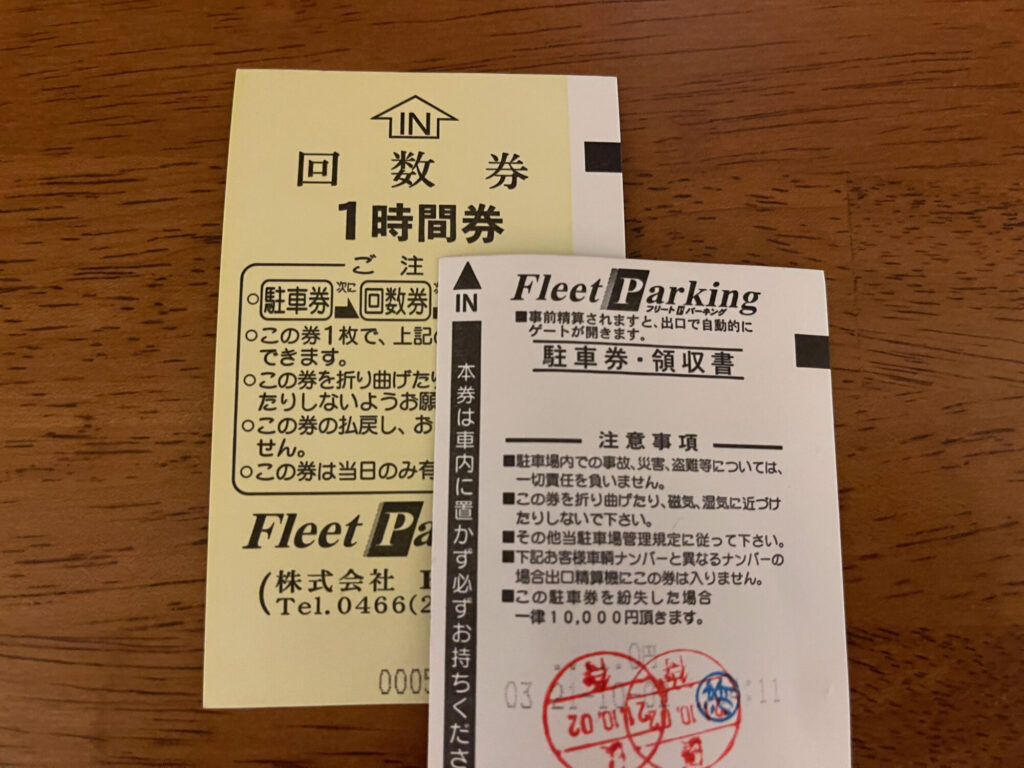 IN
回数券
1時間券
ご注
○駐車券 次に 回数券
○この券1枚で、上記
できます。
○この券を折り曲げたり
たりしないようお願
○この券の払戻し、お
せん。
○この券は当日のみ有
Fleet Pa
(株式会社
Tel.0466(2
0005
IN
本券は車内に置かず必ずお持ちくださ
Fleet Parking
フリートパーキング
■事前精算されますと、出口で自動的に
ゲートが開きます。
駐車券・領収書
注意事項
■駐車場内での事故、災害、盗難等については、
一切責任を負いません。
■この券を折り曲げたり、磁気、湿気に近づけ
たりしないで下さい。
■その他当駐車場管理規定に従って下さい。
■下記お客様車輌ナンバーと異なるナンバーの
場合出口精算機にこの券は入りません。
■この駐車券を紛失した場合
一律10,000円頂きます。
0円
03 21 10 02
:11
21.10.02